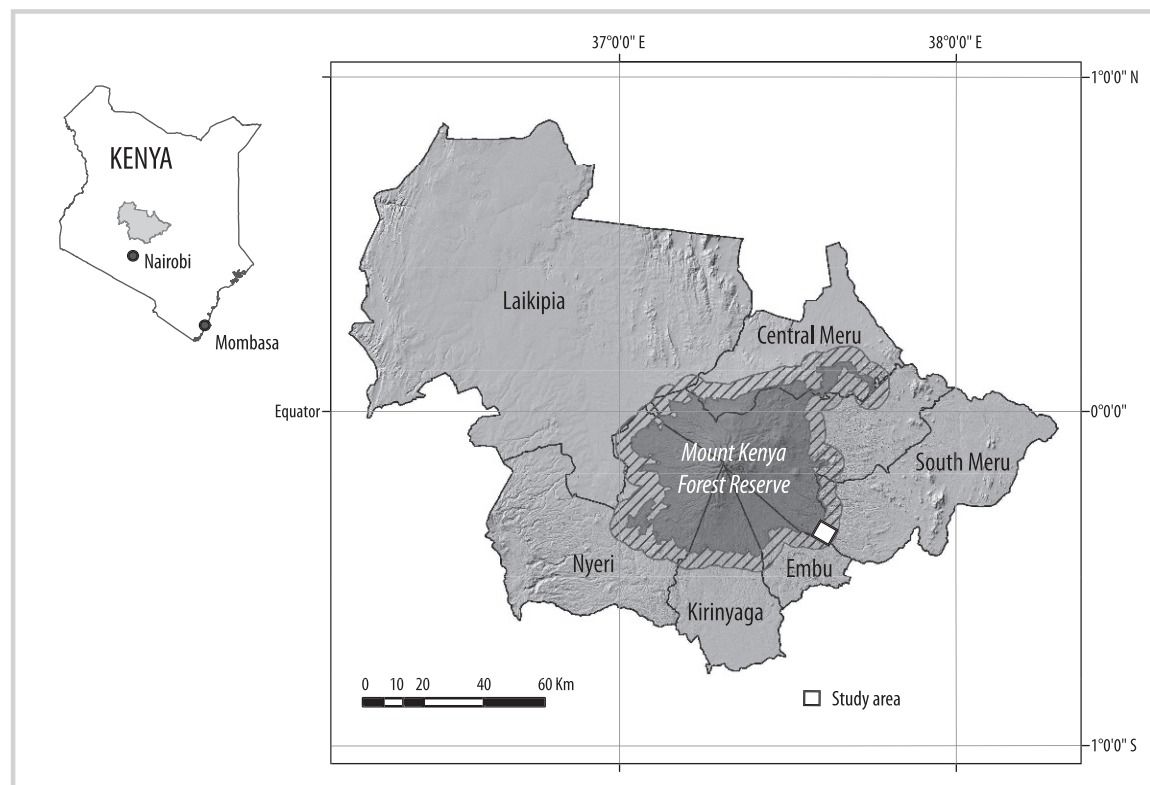 37°0'0" E
38°0'0" E
1°0'0" N
KENYA
Nairobi
Mombasa
Laikipia
Central Meru
Equator
0°0'0"
Mount Kenya
Forest Reserve
South Meru
Nyeri
Embu
Kirinyaga
0 10 20 40 60 Km
Study area
1°0'0" S